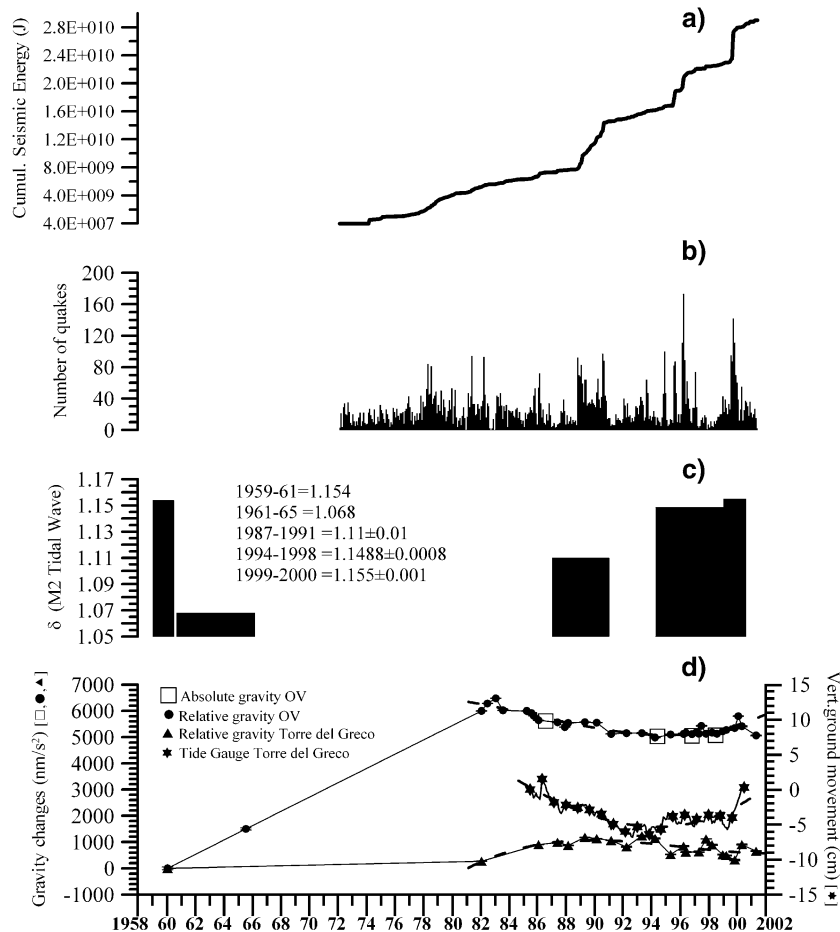 a)
Cumul. Seismic Energy (J)
2.8E+010
2.4E+010
2.0E+010
1.6E+010
1.2E+010
8.0E+009
4.0E+009
4.0E+007
b)
Number of quakes
200
160
120
80
40
0
c)
δ (M2 Tidal Wave)
1.17
1.15
1.13
1.11
1.09
1.07
1.05
1959-61=1.154
1961-65 =1.068
1987-1991 =1.11±0.01
1994-1998 =1.1488±0.0008
1999-2000 =1.155±0.001
d)
Gravity changes (nm/s²) [□,●,▲]
7000
6000
5000
4000
3000
2000
1000
0
-1000
Absolute gravity OV
Relative gravity OV
Relative gravity Torre del Greco
Tide Gauge Torre del Greco
15
10
5
0
-5
-10
-15
Vert.ground movement (cm) [✶]
1958 60 62 64 66 68 70 72 74 76 78 80 82 84 86 88 90 92 94 96 98 00 2002